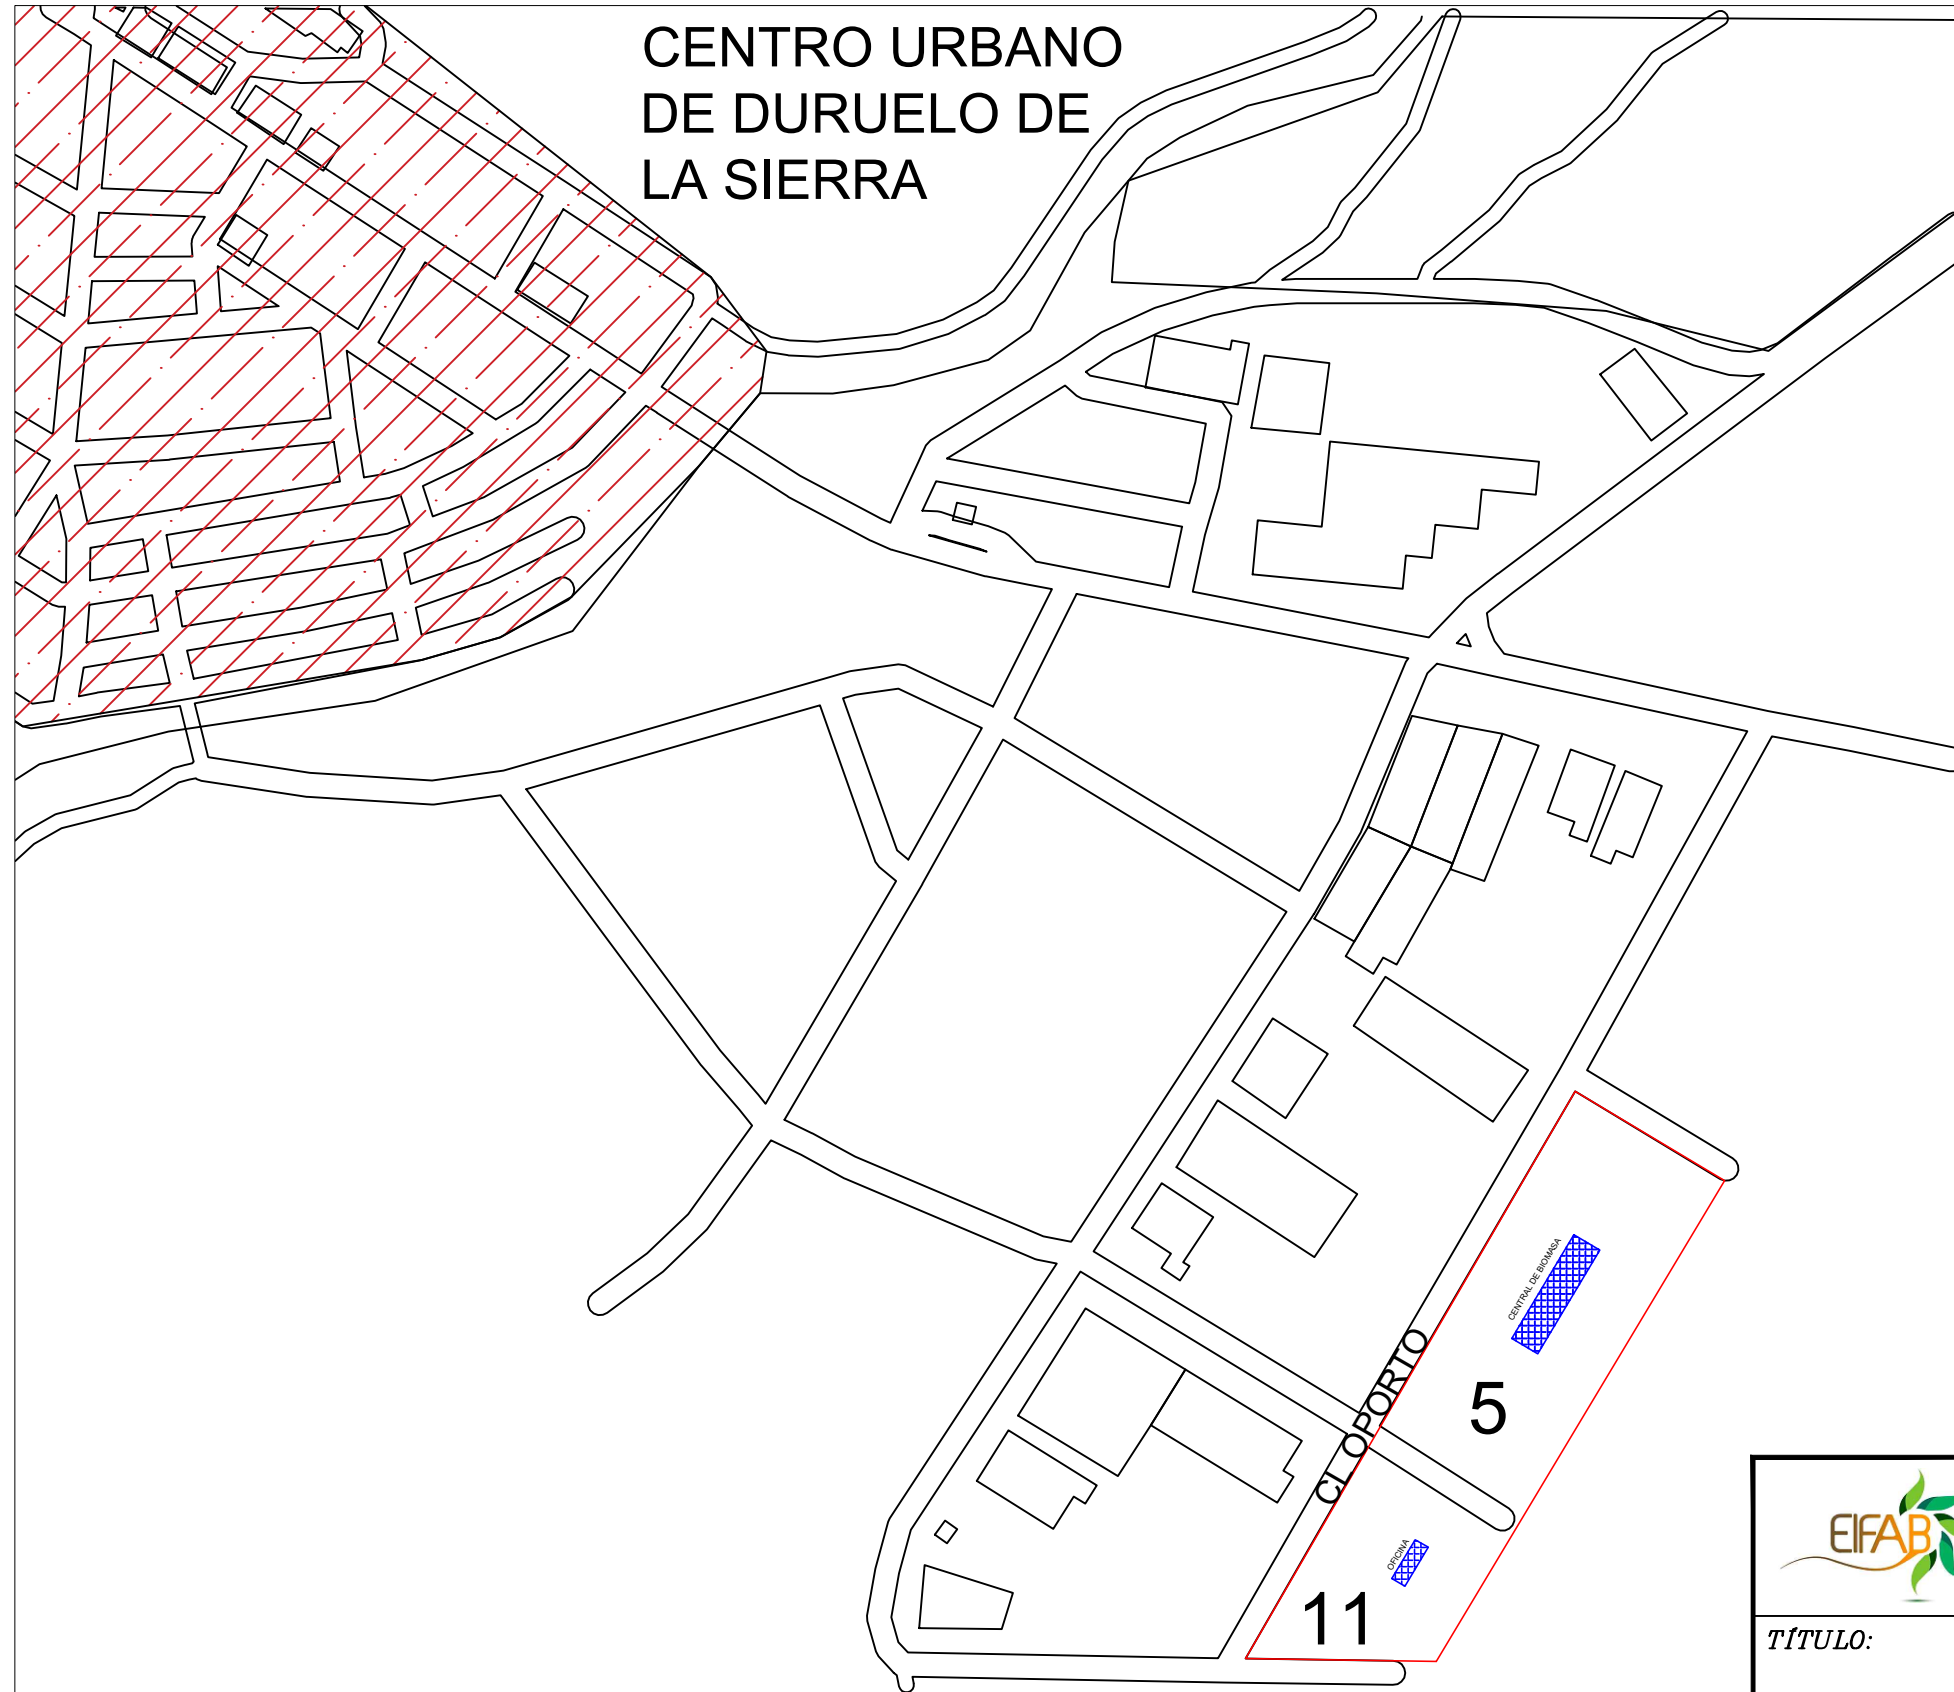 CENTRO URBANO
DE DURUELO DE
LA SIERRA
CENTRAL DE BIOMASA
5
CL OPORTO
OFICINA
11
EIFAB
TÍTULO: